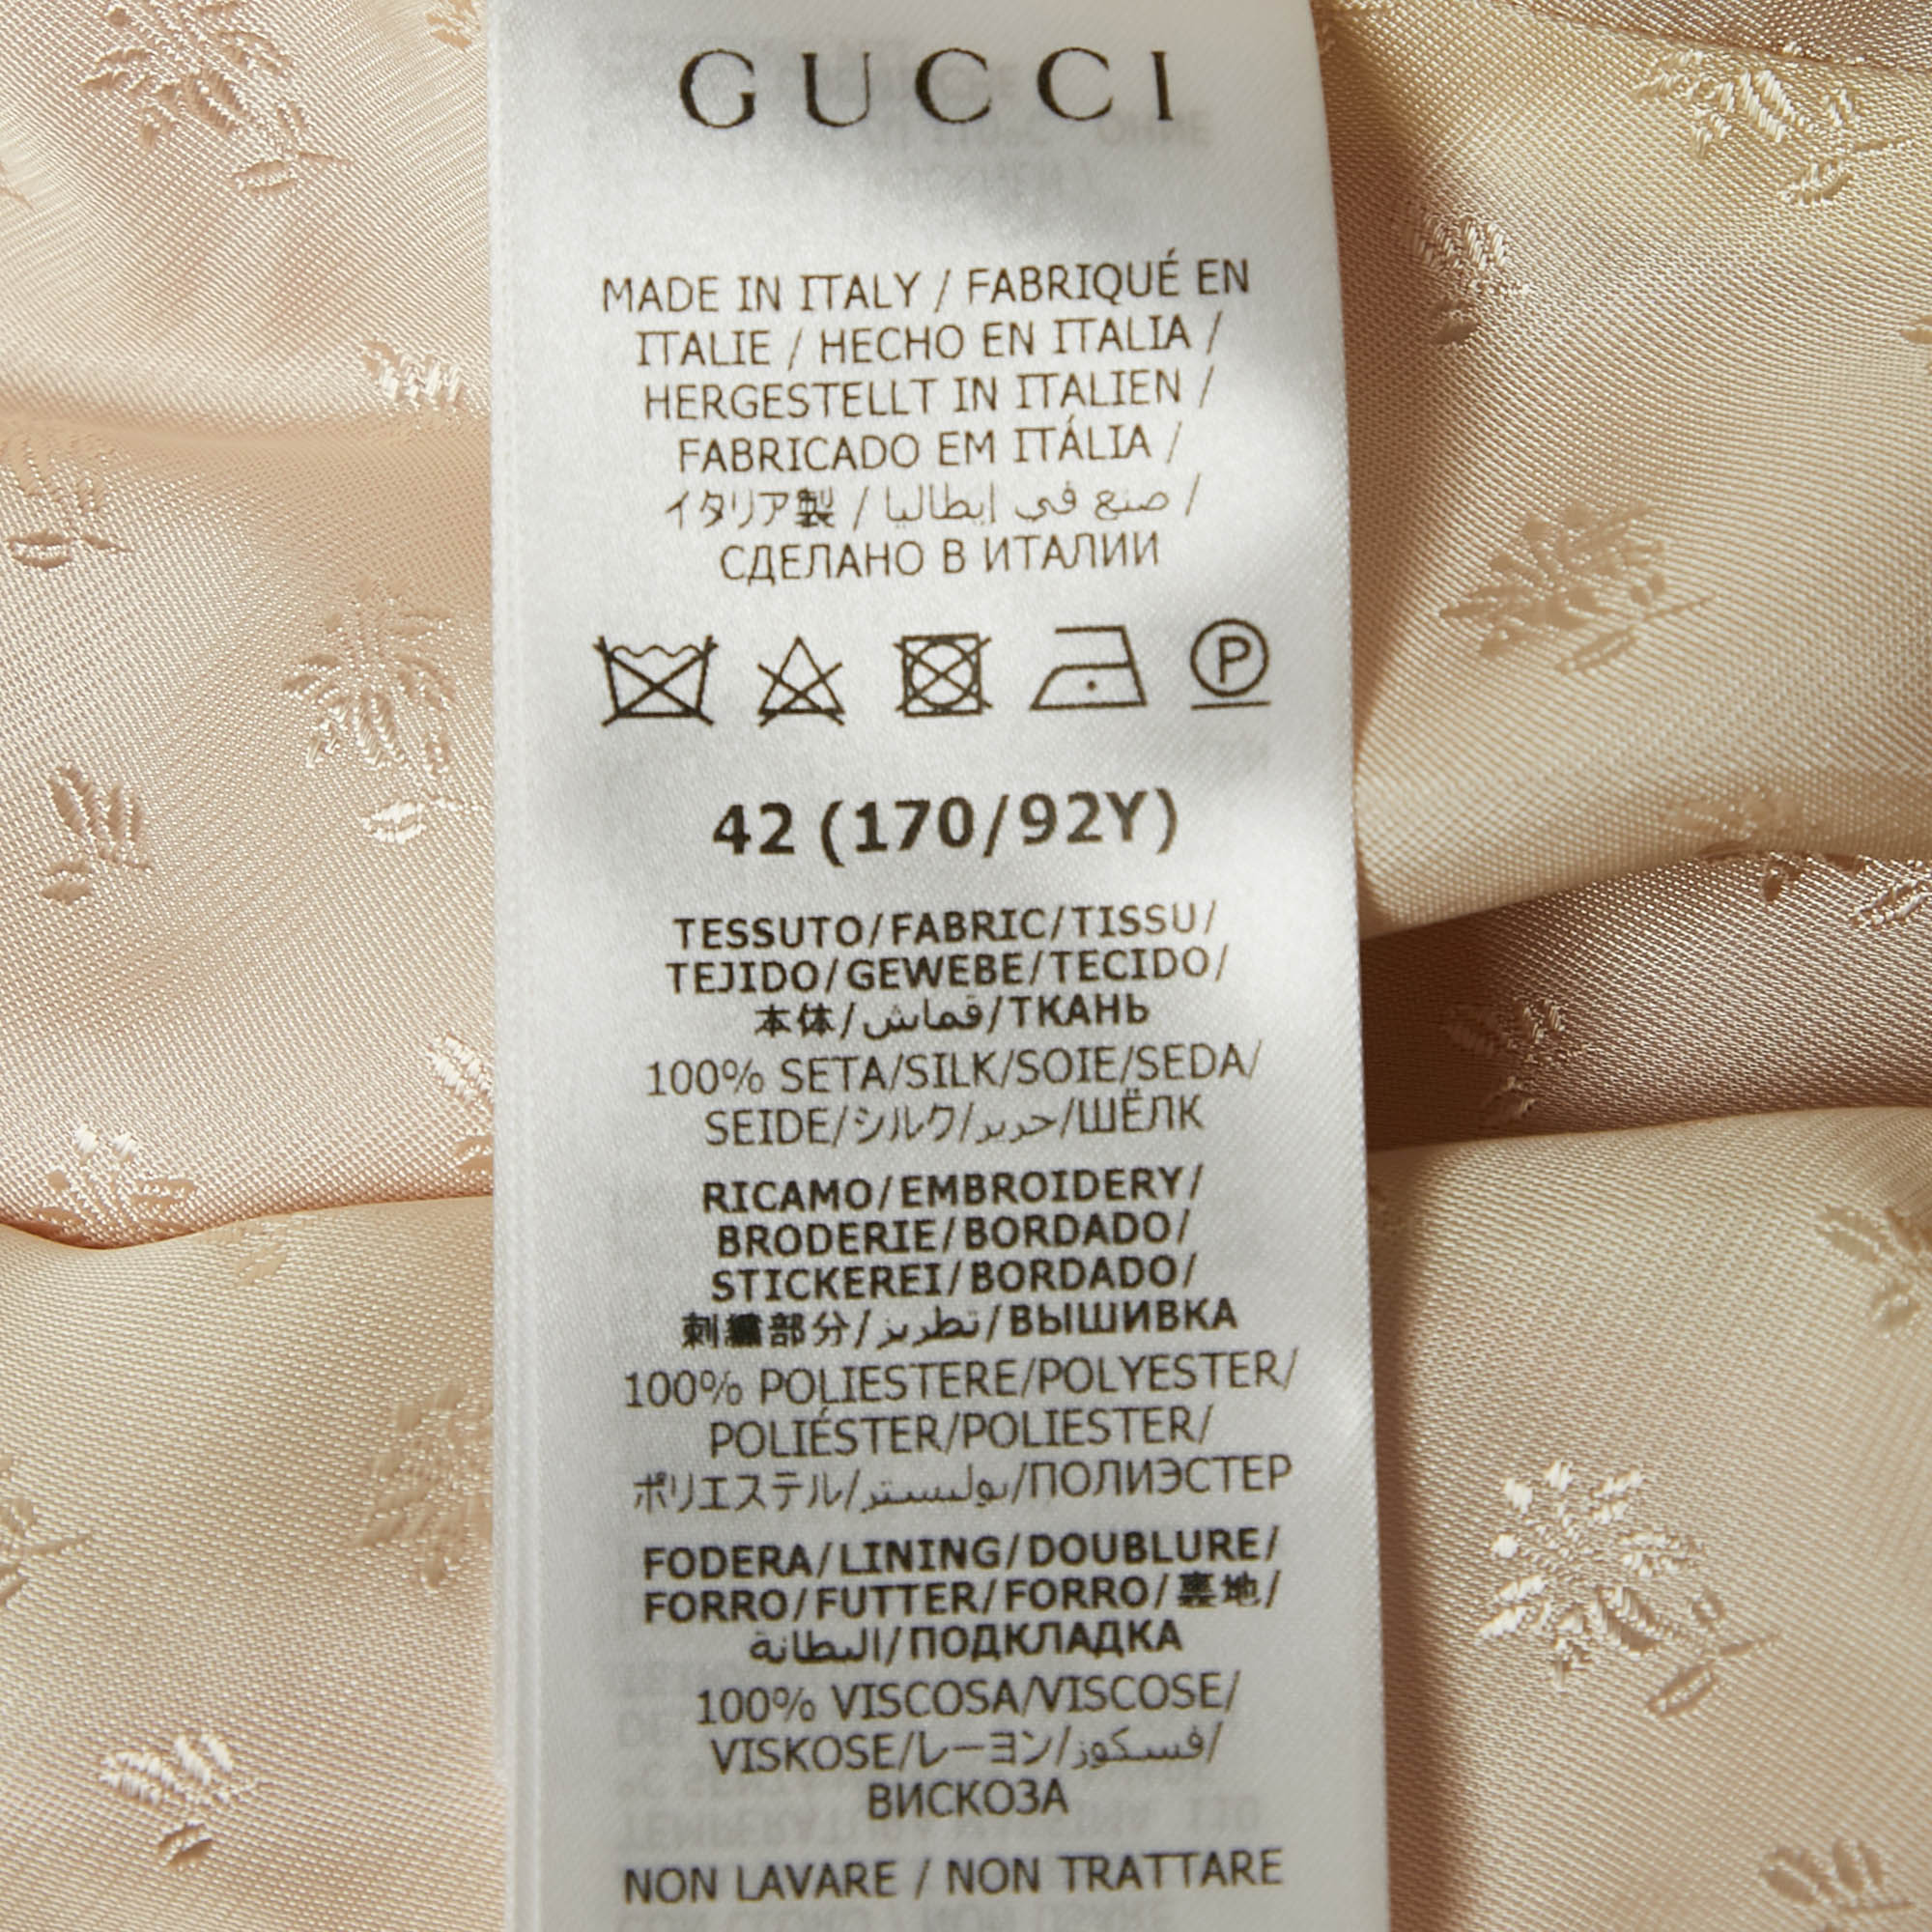 GUCCI
MADE IN ITALY / FABRIQUÉ EN
ITALIE / HECHO EN ITALIA /
HERGESTELLT IN ITALIEN /
FABRICADO EM ITÁLIA /
イタリア製 / صنع في إيطاليا /
СДЕЛАНО В ИТАЛИИ
P
42 (170/92Y)
TESSUTO/FABRIC/TISSU/
TEJIDO/GEWEBE/TECIDO/
本体/قماش/ТКАНЬ
100% SETA/SILK/SOIE/SEDA/
SEIDE/シルク/حرير/ШЁЛК
RICAMO/EMBROIDERY/
BRODERIE/BORDADO/
STICKEREI/BORDADO/
刺繍部分/تطريز/ВЫШИВКА
100% POLIESTERE/POLYESTER/
POLIÉSTER/POLIESTER/
ポリエステル/بوليستر/ПОЛИЭСТЕР
FODERA/LINING/DOUBLURE/
FORRO/FUTTER/FORRO/裏地/
البطانة/ПОДКЛАДКА
100% VISCOSA/VISCOSE/
VISKOSE/レーヨン/فسكوز/
ВИСКОЗА
NON LAVARE / NON TRATTARE